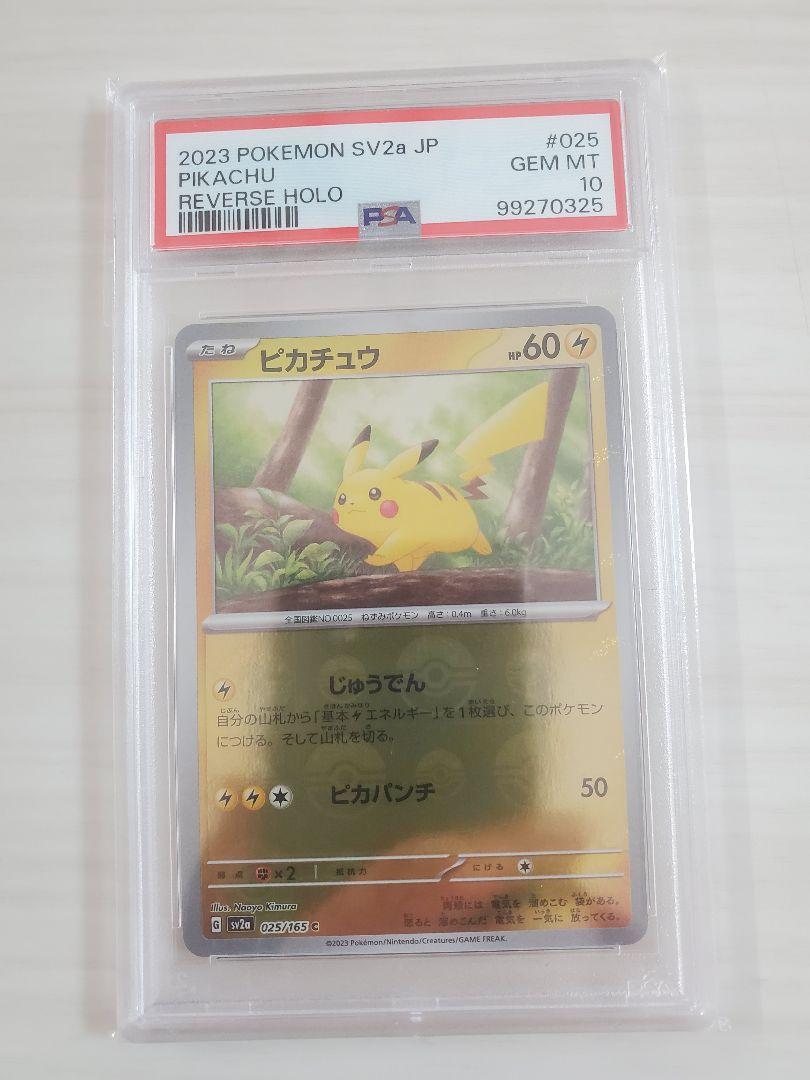 2023 POKEMON SV2a JP #025
PIKACHU GEM MT
REVERSE HOLO 10
PSA 99270325
たね ピカチュウ HP60
全国図鑑NO.0025 ねずみポケモン 高さ:0.4m 重さ:6.0kg
じゅうでん
自分の山札から「基本エネルギー」を1枚選び、このポケモン
につける。そして山札を切る。
ピカパンチ 50
弱点 ×2 抵抗力 にげる
両頬には 電気を 溜めこむ 袋がある。
怒ると 溜めこんだ 電気を 一気に 放ってくる。
Illus. Naoyo Kimura
G sv2a 025/165 C
©2023 Pokémon/Nintendo/Creatures/GAME FREAK.